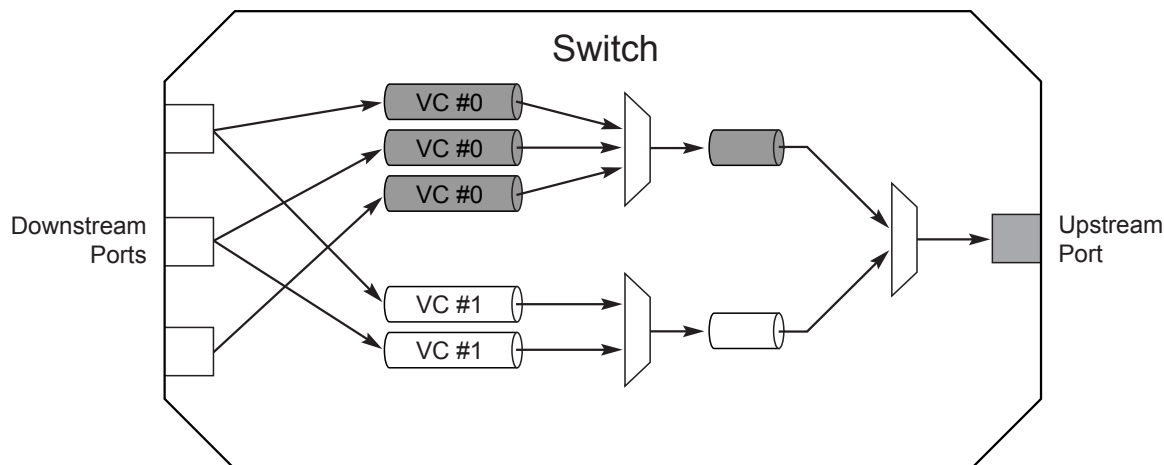 Switch
VC #0
VC #0
VC #0
Downstream
Ports
Upstream
Port
VC #1
VC #1